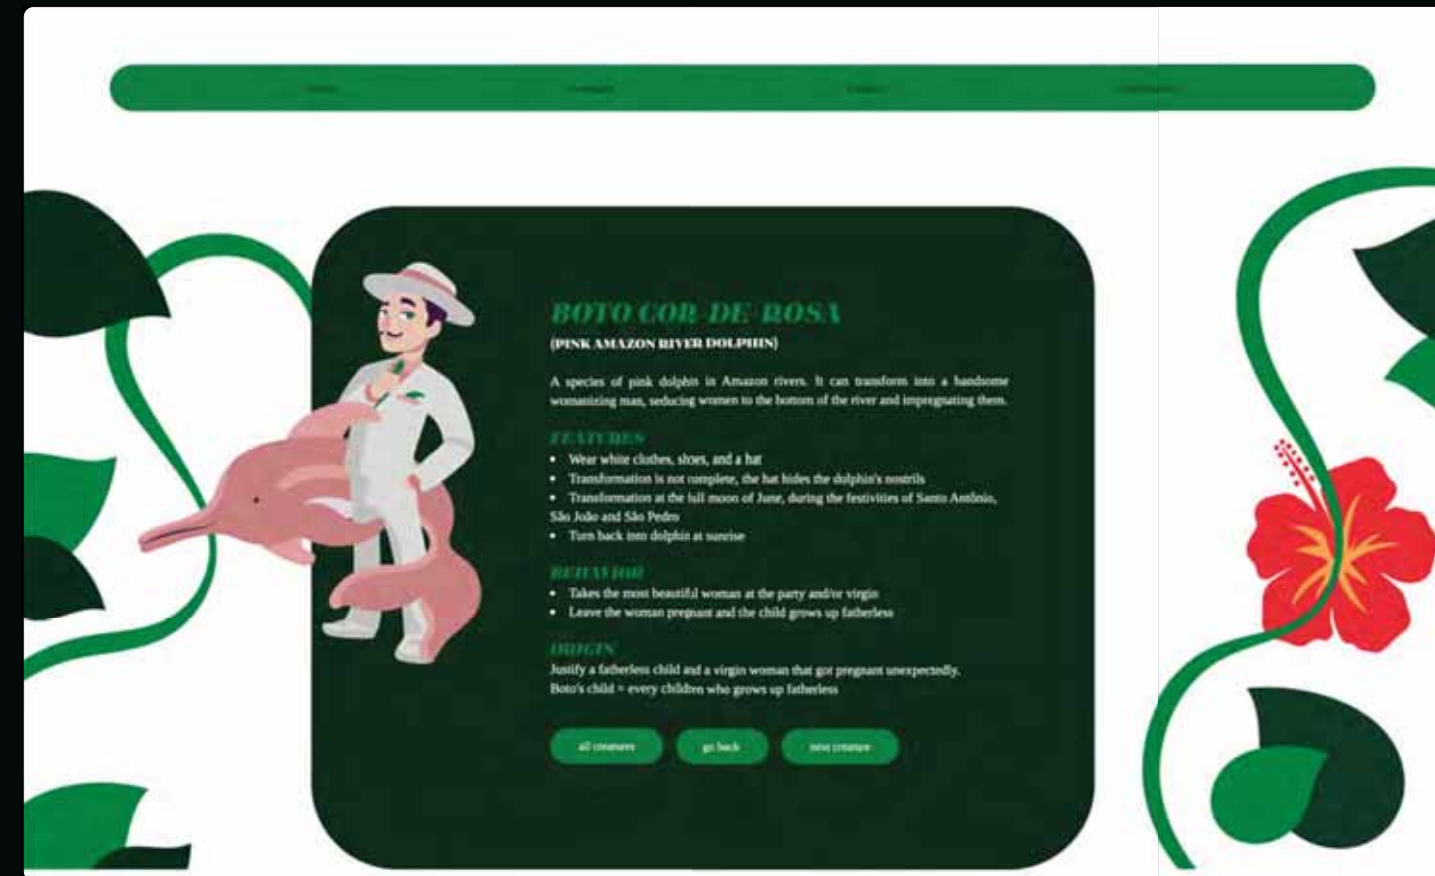 BOTO COR-DE-ROSA
(PINK AMAZON RIVER DOLPHIN)
A species of pink dolphin in Amazon rivers. It can transform into a handsome
womanizing man, seducing women to the bottom of the river and impregnating them.
FEATURES
• Wear white clothes, shoes, and a hat
• Transformation is not complete, the hat hides the dolphin's nostrils
• Transformation at the full moon of June, during the festivities of Santo Antônio,
São João and São Pedro
• Turn back into dolphin at sunrise
BEHAVIOR
• Takes the most beautiful woman at the party and/or virgin
• Leave the woman pregnant and the child grows up fatherless
ORIGIN
Justify a fatherless child and a virgin woman that got pregnant unexpectedly.
Boto's child = every children who grows up fatherless
all creatures go back next creature